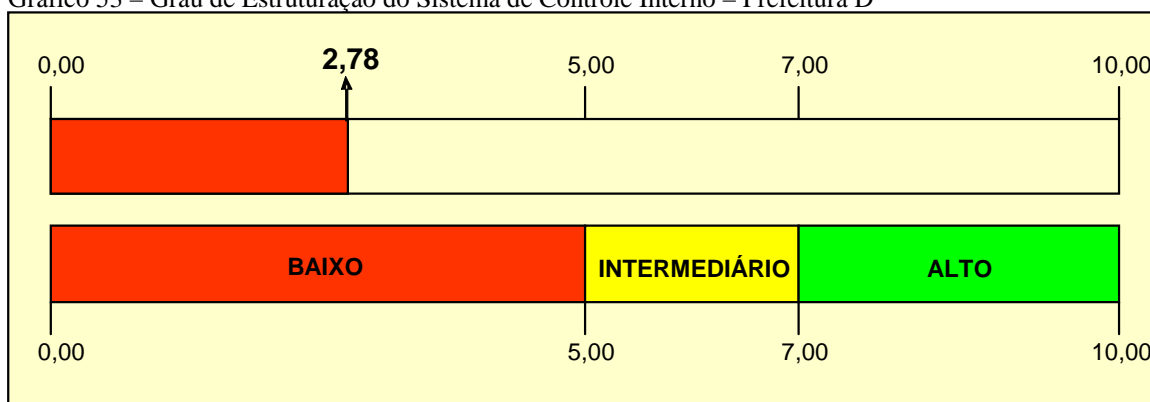 Gráfico 53 – Grau de Estruturação do Sistema de Controle Interno – Prefeitura D
0,00 2,78 5,00 7,00 10,00
BAIXO INTERMEDIÁRIO ALTO
0,00 5,00 7,00 10,00